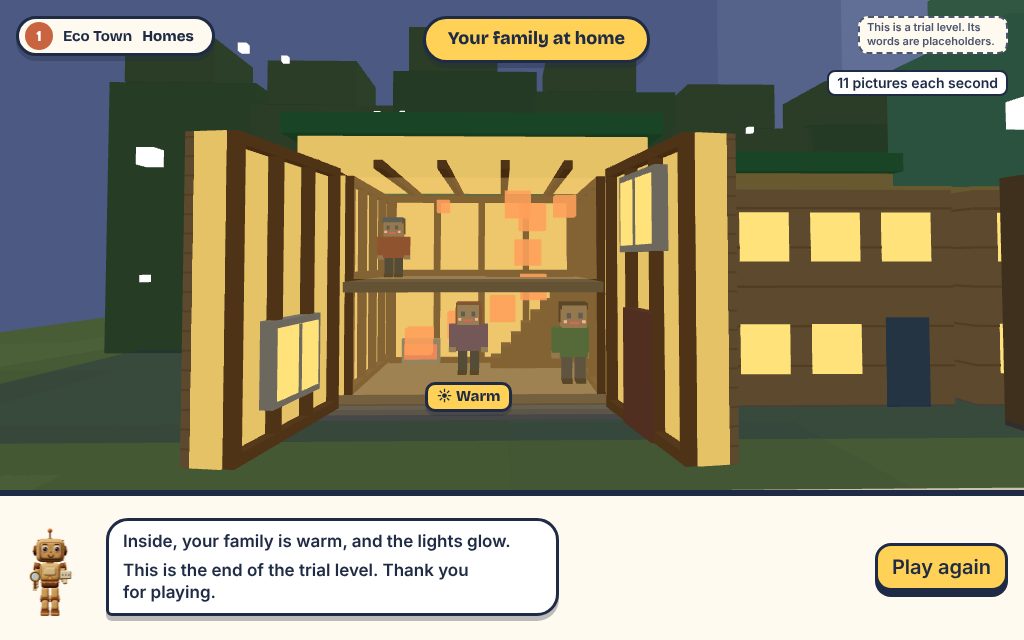 1 Eco Town Homes
Your family at home
This is a trial level. Its
words are placeholders.
11 pictures each second
Warm
Inside, your family is warm, and the lights glow.
This is the end of the trial level. Thank you
for playing.
Play again